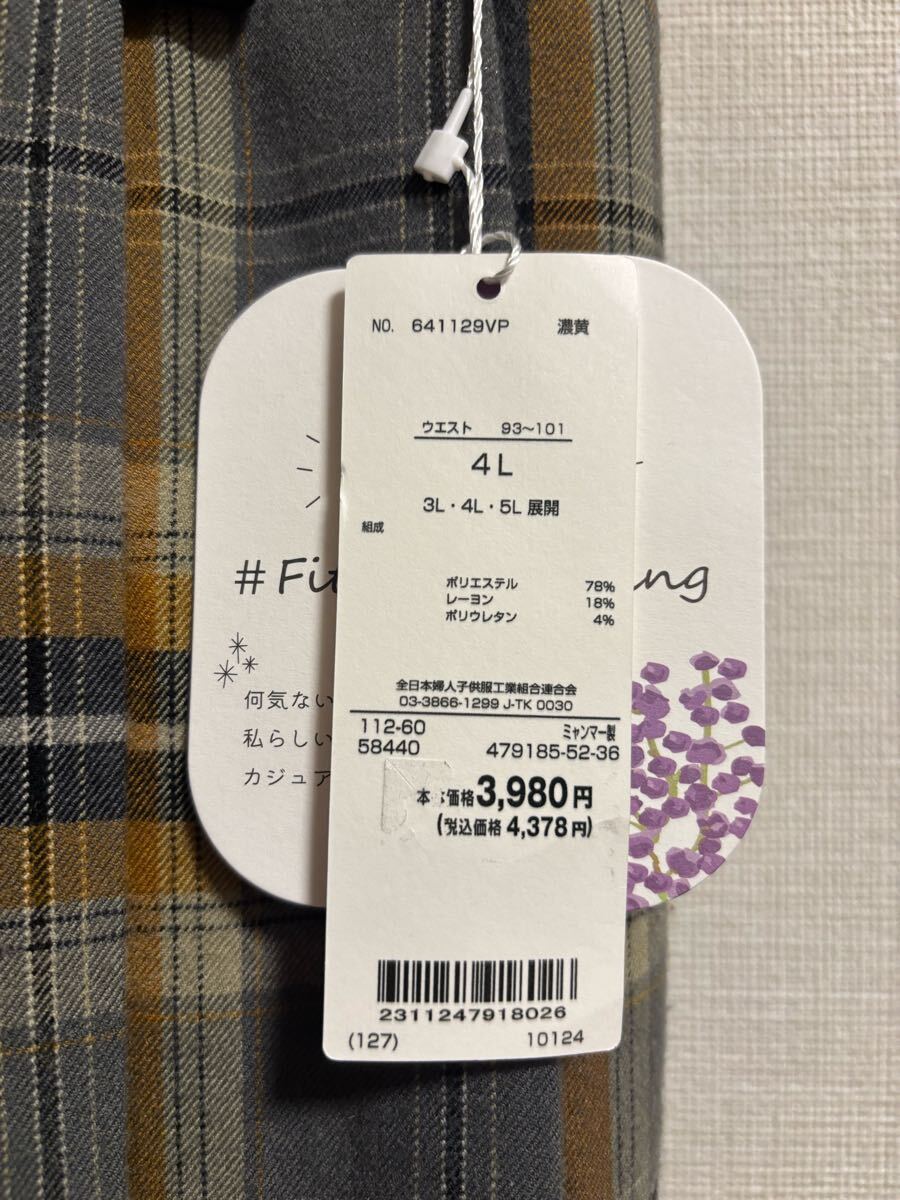 NO. 641129VP 濃黄
ウエスト 93~101
4L
3L・4L・5L 展開
組成
ポリエステル 78%
レーヨン 18%
ポリウレタン 4%
全日本婦人子供服工業組合連合会
03-3866-1299 J-TK 0030
112-60 ミャンマー製
58440 479185-52-36
本体価格 3,980円
(税込価格 4,378円)
2311247918026
(127) 10124
何気ない
私らしい
カジュア